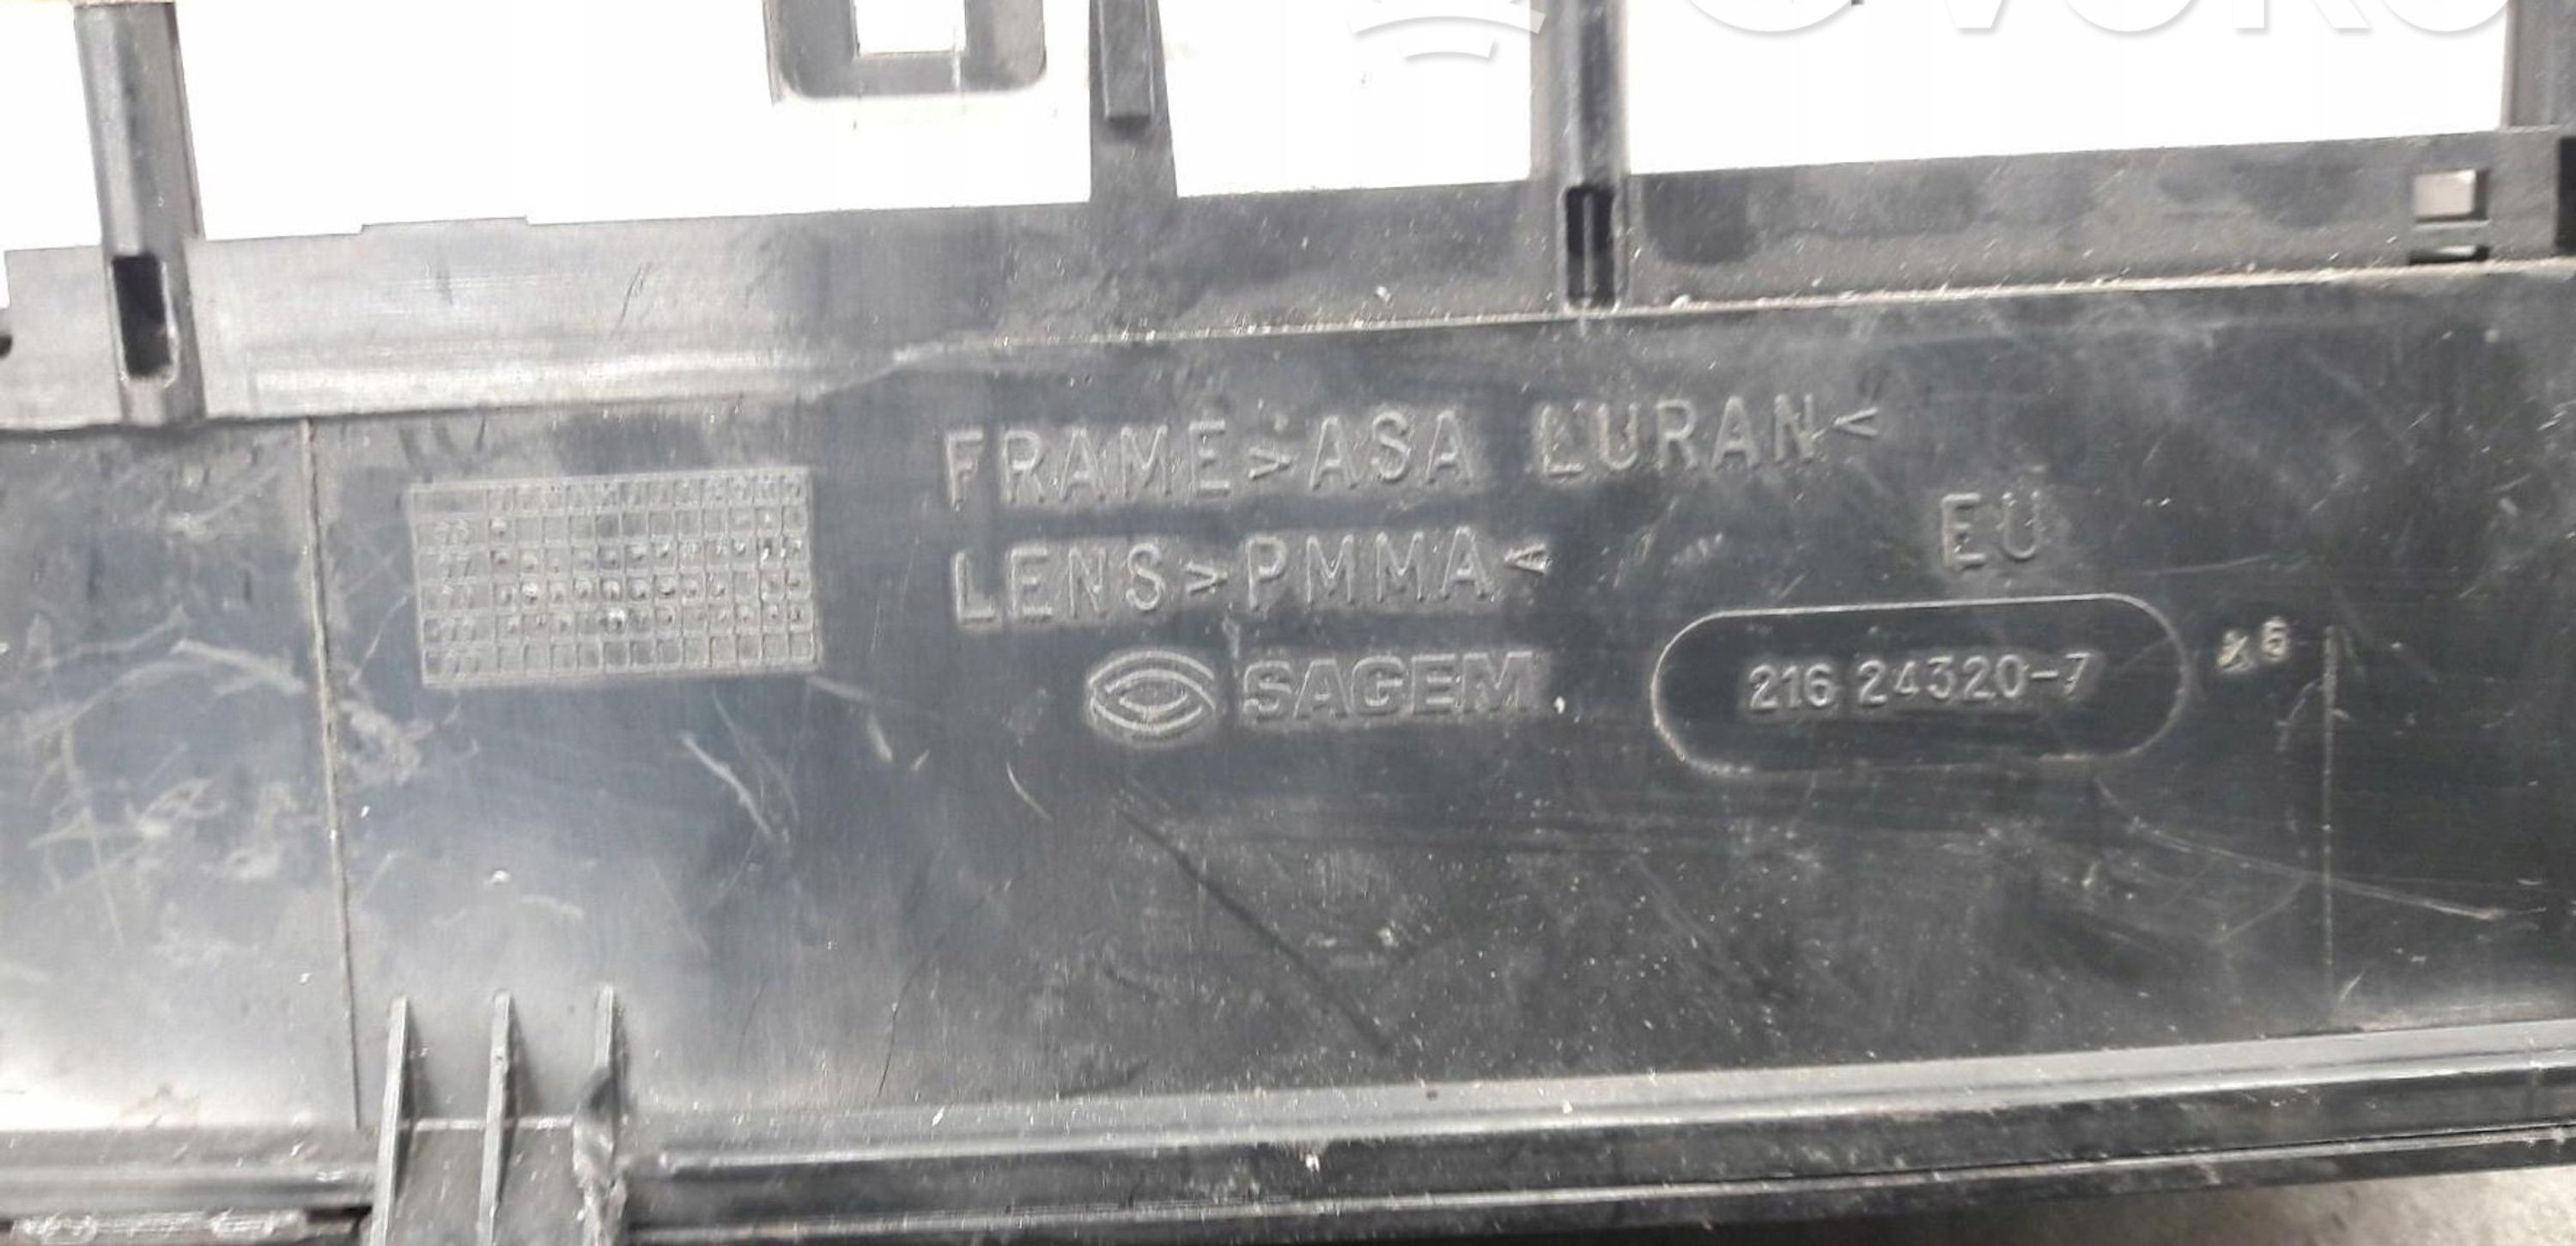 FRAME>ASA LURAN<
LENS>PMMA<
EU
SAGEM
216 24320-7